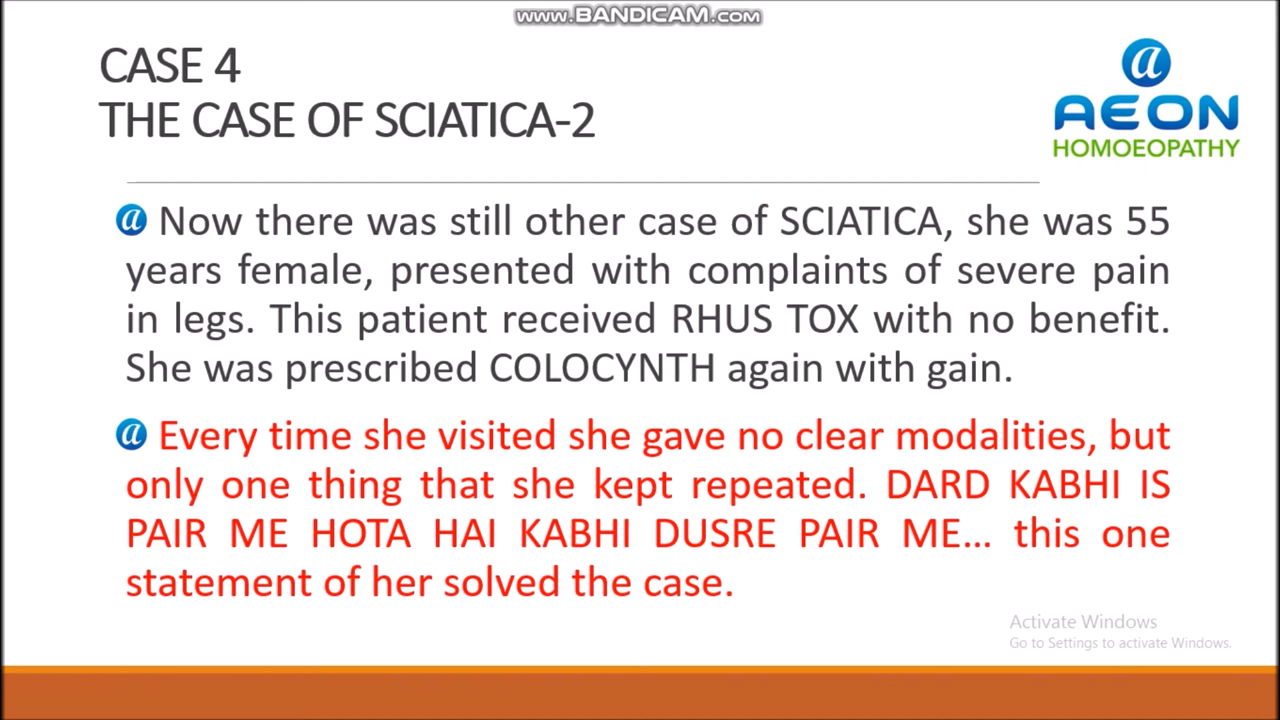 www.BANDICAM.com
CASE 4
THE CASE OF SCIATICA-2
a
AEON
HOMOEOPATHY
a Now there was still other case of SCIATICA, she was 55
years female, presented with complaints of severe pain
in legs. This patient received RHUS TOX with no benefit.
She was prescribed COLOCYNTH again with gain.
a Every time she visited she gave no clear modalities, but
only one thing that she kept repeated. DARD KABHI IS
PAIR ME HOTA HAI KABHI DUSRE PAIR ME... this one
statement of her solved the case.
Activate Windows
Go to Settings to activate Windows.